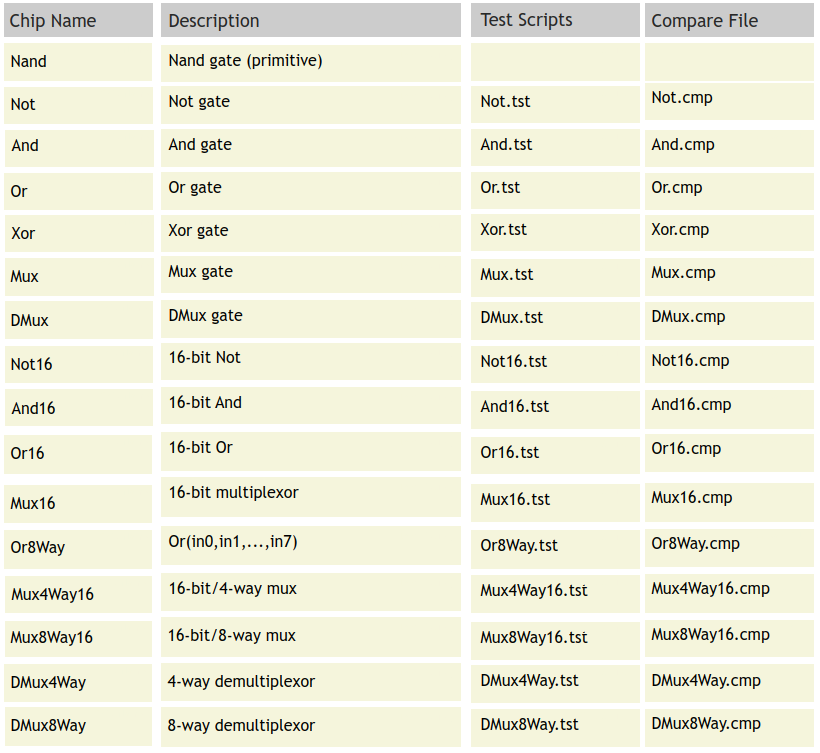 Chip Name Description Test Scripts Compare File
Nand Nand gate (primitive)
Not Not gate Not.tst Not.cmp
And And gate And.tst And.cmp
Or Or gate Or.tst Or.cmp
Xor Xor gate Xor.tst Xor.cmp
Mux Mux gate Mux.tst Mux.cmp
DMux DMux gate DMux.tst DMux.cmp
Not16 16-bit Not Not16.tst Not16.cmp
And16 16-bit And And16.tst And16.cmp
Or16 16-bit Or Or16.tst Or16.cmp
Mux16 16-bit multiplexor Mux16.tst Mux16.cmp
Or8Way Or(in0,in1,...,in7) Or8Way.tst Or8Way.cmp
Mux4Way16 16-bit/4-way mux Mux4Way16.tst Mux4Way16.cmp
Mux8Way16 16-bit/8-way mux Mux8Way16.tst Mux8Way16.cmp
DMux4Way 4-way demultiplexor DMux4Way.tst DMux4Way.cmp
DMux8Way 8-way demultiplexor DMux8Way.tst DMux8Way.cmp